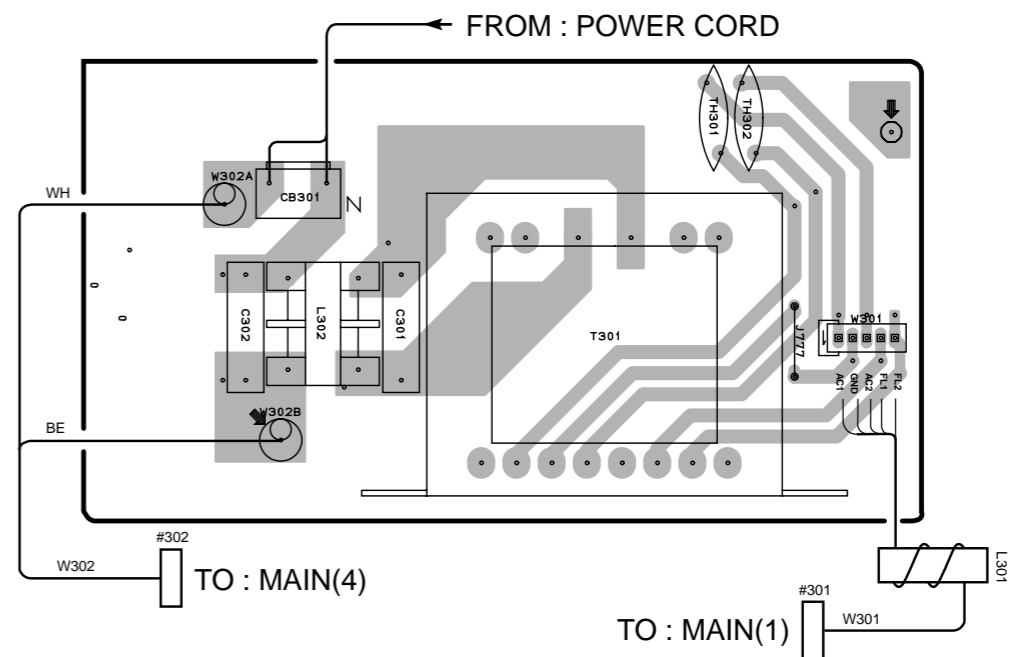 FROM : POWER CORD
TH301
TH302
W302A
WH
CB301
N
W301
C302
L302
C301
T301
J777
AC1
GND
AC2
FL1
FL2
W302B
BE
#302
W302
TO : MAIN(4)
L301
#301
W301
TO : MAIN(1)